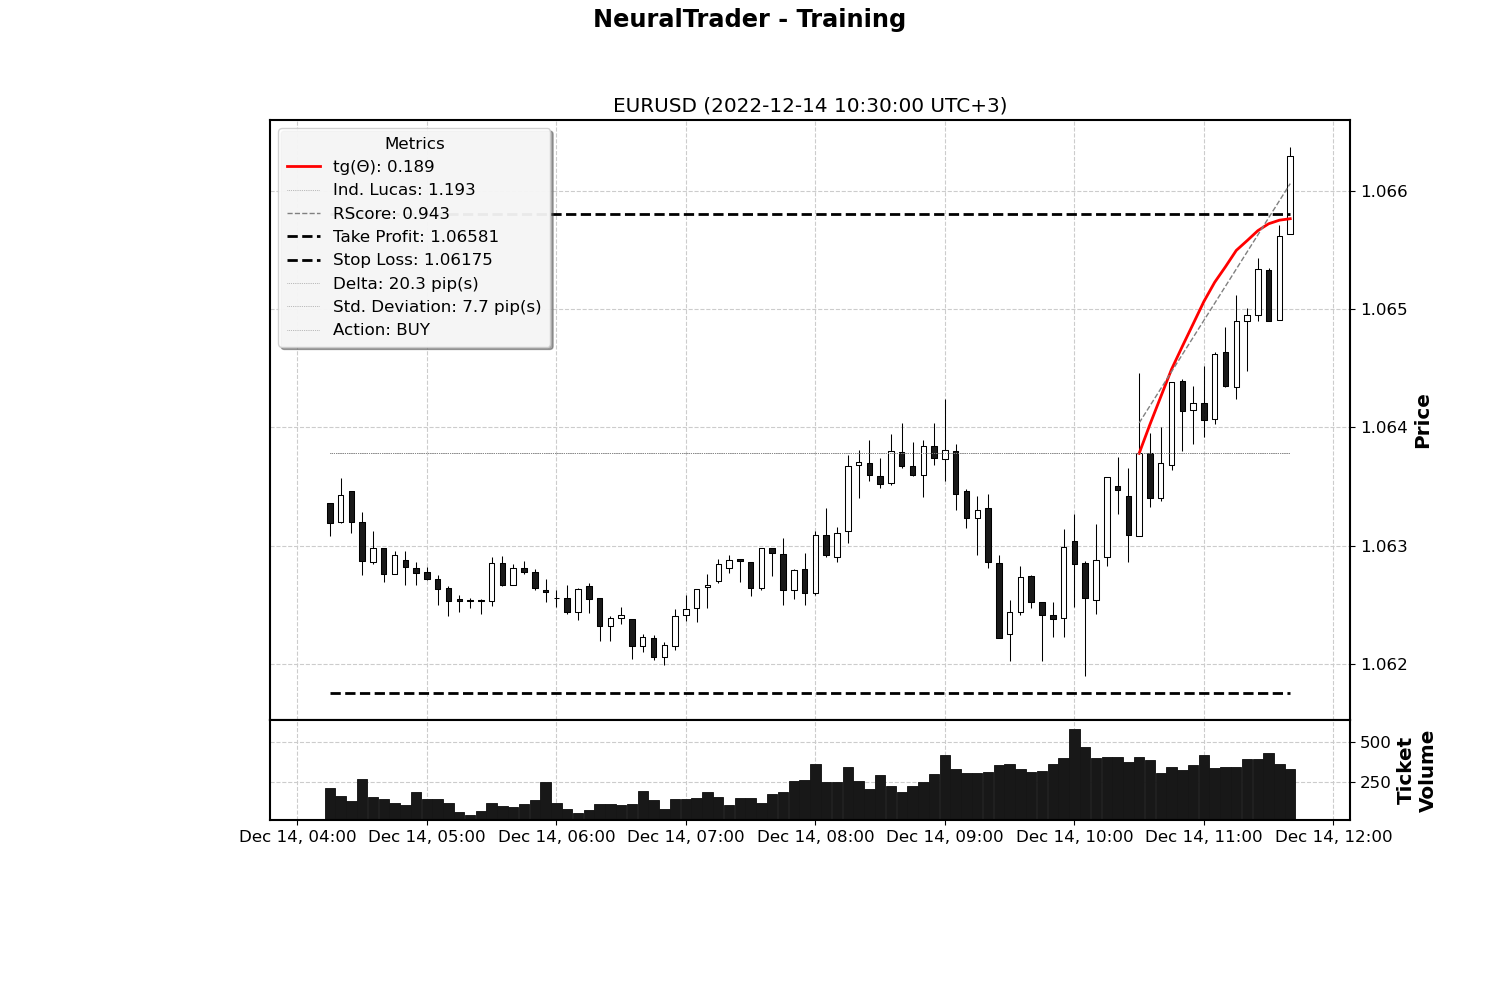 NeuralTrader - Training
EURUSD (2022-12-14 10:30:00 UTC+3)
Metrics
tg(Θ): 0.189
Ind. Lucas: 1.193
RScore: 0.943
Take Profit: 1.06581
Stop Loss: 1.06175
Delta: 20.3 pip(s)
Std. Deviation: 7.7 pip(s)
Action: BUY
1.066
1.065
1.064
1.063
1.062
Price
500
250
Ticket
Volume
Dec 14, 04:00 Dec 14, 05:00 Dec 14, 06:00 Dec 14, 07:00 Dec 14, 08:00 Dec 14, 09:00 Dec 14, 10:00 Dec 14, 11:00 Dec 14, 12:00